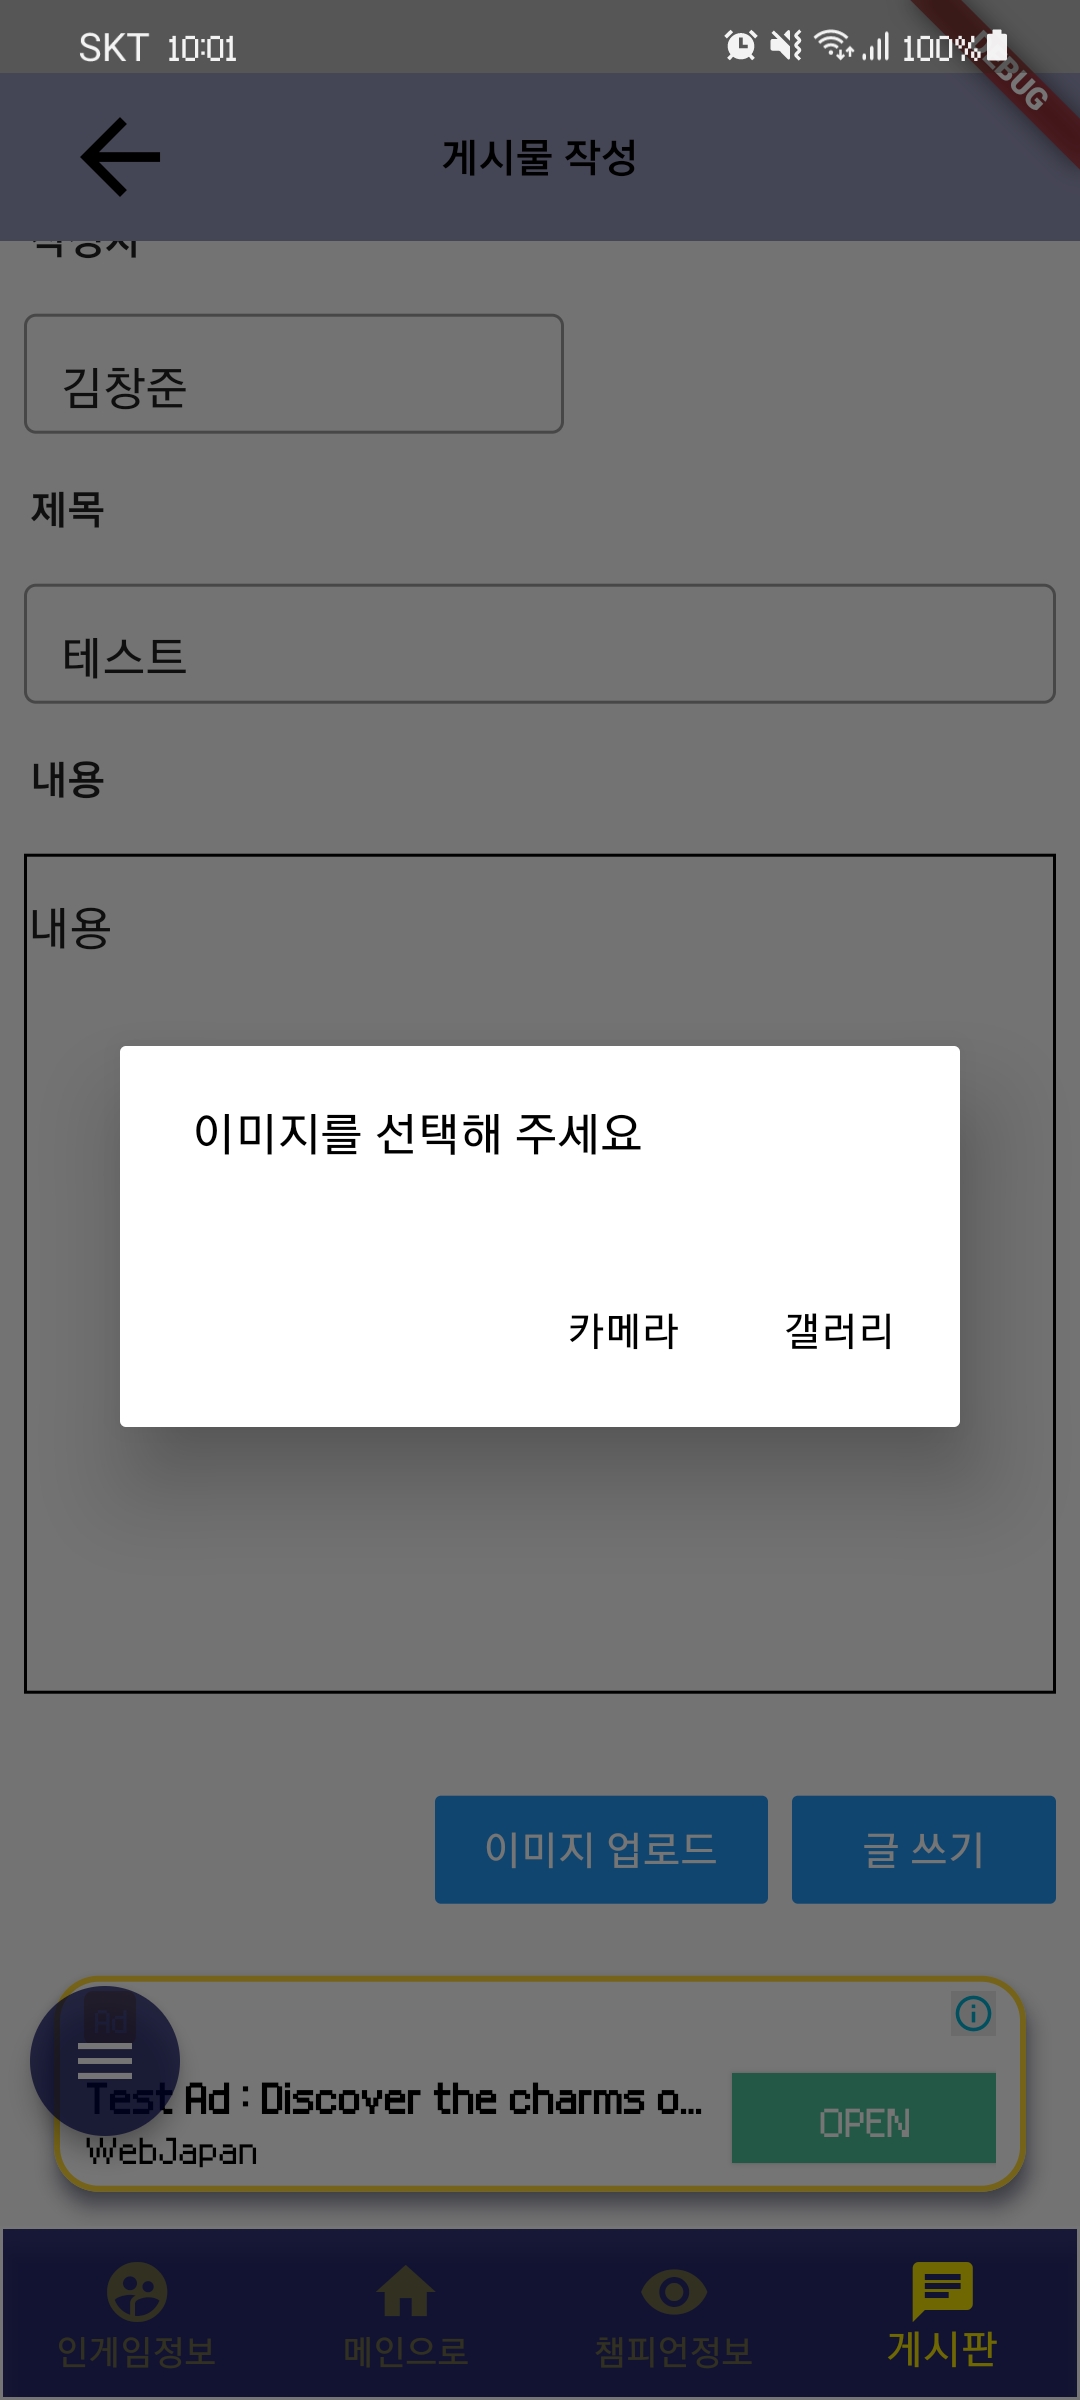 SKT 10:01
100%
게시물 작성
김창준
제목
테스트
내용
내용
이미지를 선택해 주세요
카메라 갤러리
이미지 업로드 글 쓰기
Ad
Test Ad : Discover the charms o...
WebJapan
OPEN
인게임정보 메인으로 챔피언정보 게시판